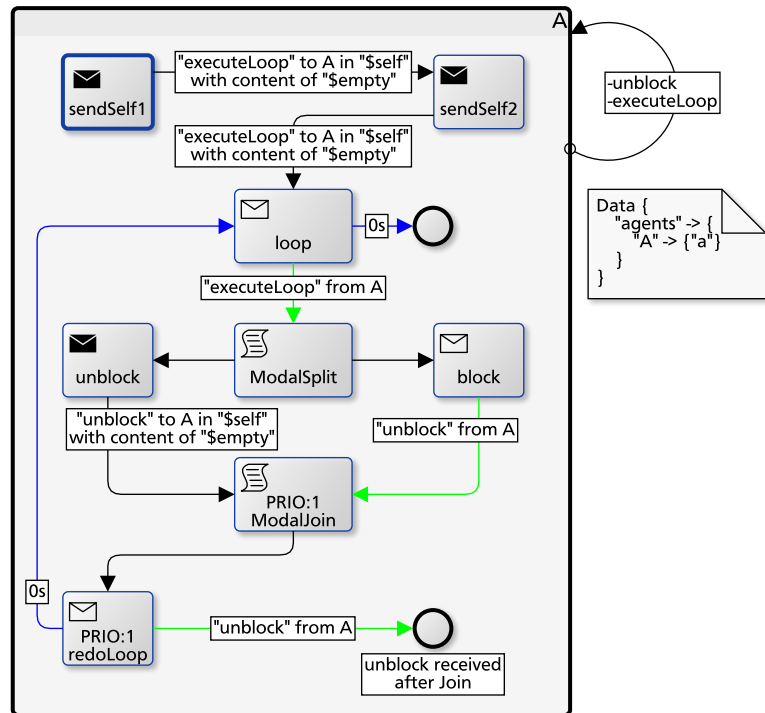 A
"executeLoop" to A in "$self"
with content of "$empty"
sendSelf1
sendSelf2
-unblock
-executeLoop
"executeLoop" to A in "$self"
with content of "$empty"
Data {
"agents" -> {
"A" -> {"a"}
}
}
loop
0s
"executeLoop" from A
unblock
ModalSplit
block
"unblock" to A in "$self"
with content of "$empty"
"unblock" from A
PRIO:1
ModalJoin
0s
PRIO:1
redoLoop
"unblock" from A
unblock received
after Join